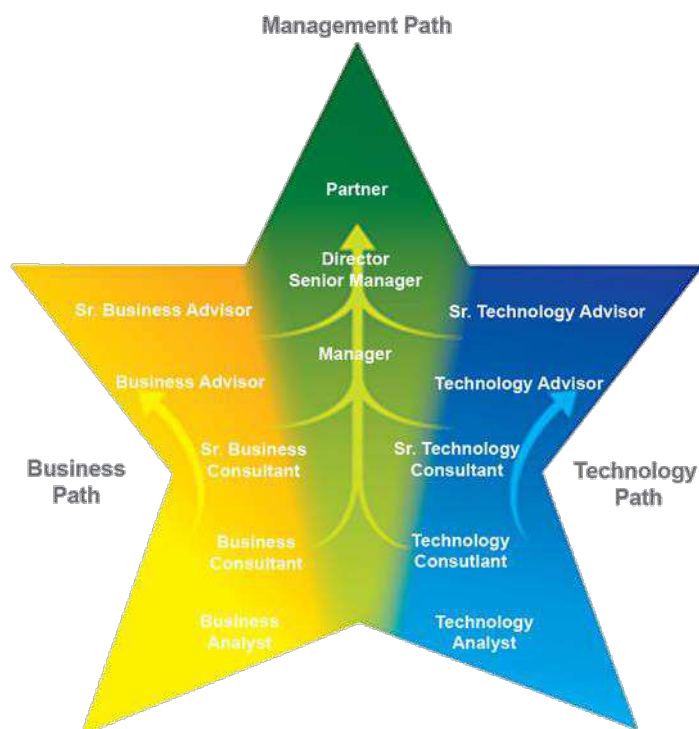 Management Path
Partner
Director
Senior Manager
Sr. Business Advisor
Sr. Technology Advisor
Manager
Business Advisor
Technology Advisor
Sr. Business
Consultant
Sr. Technology
Consultant
Business
Path
Technology
Path
Business
Consultant
Technology
Consutlant
Business
Analyst
Technology
Analyst